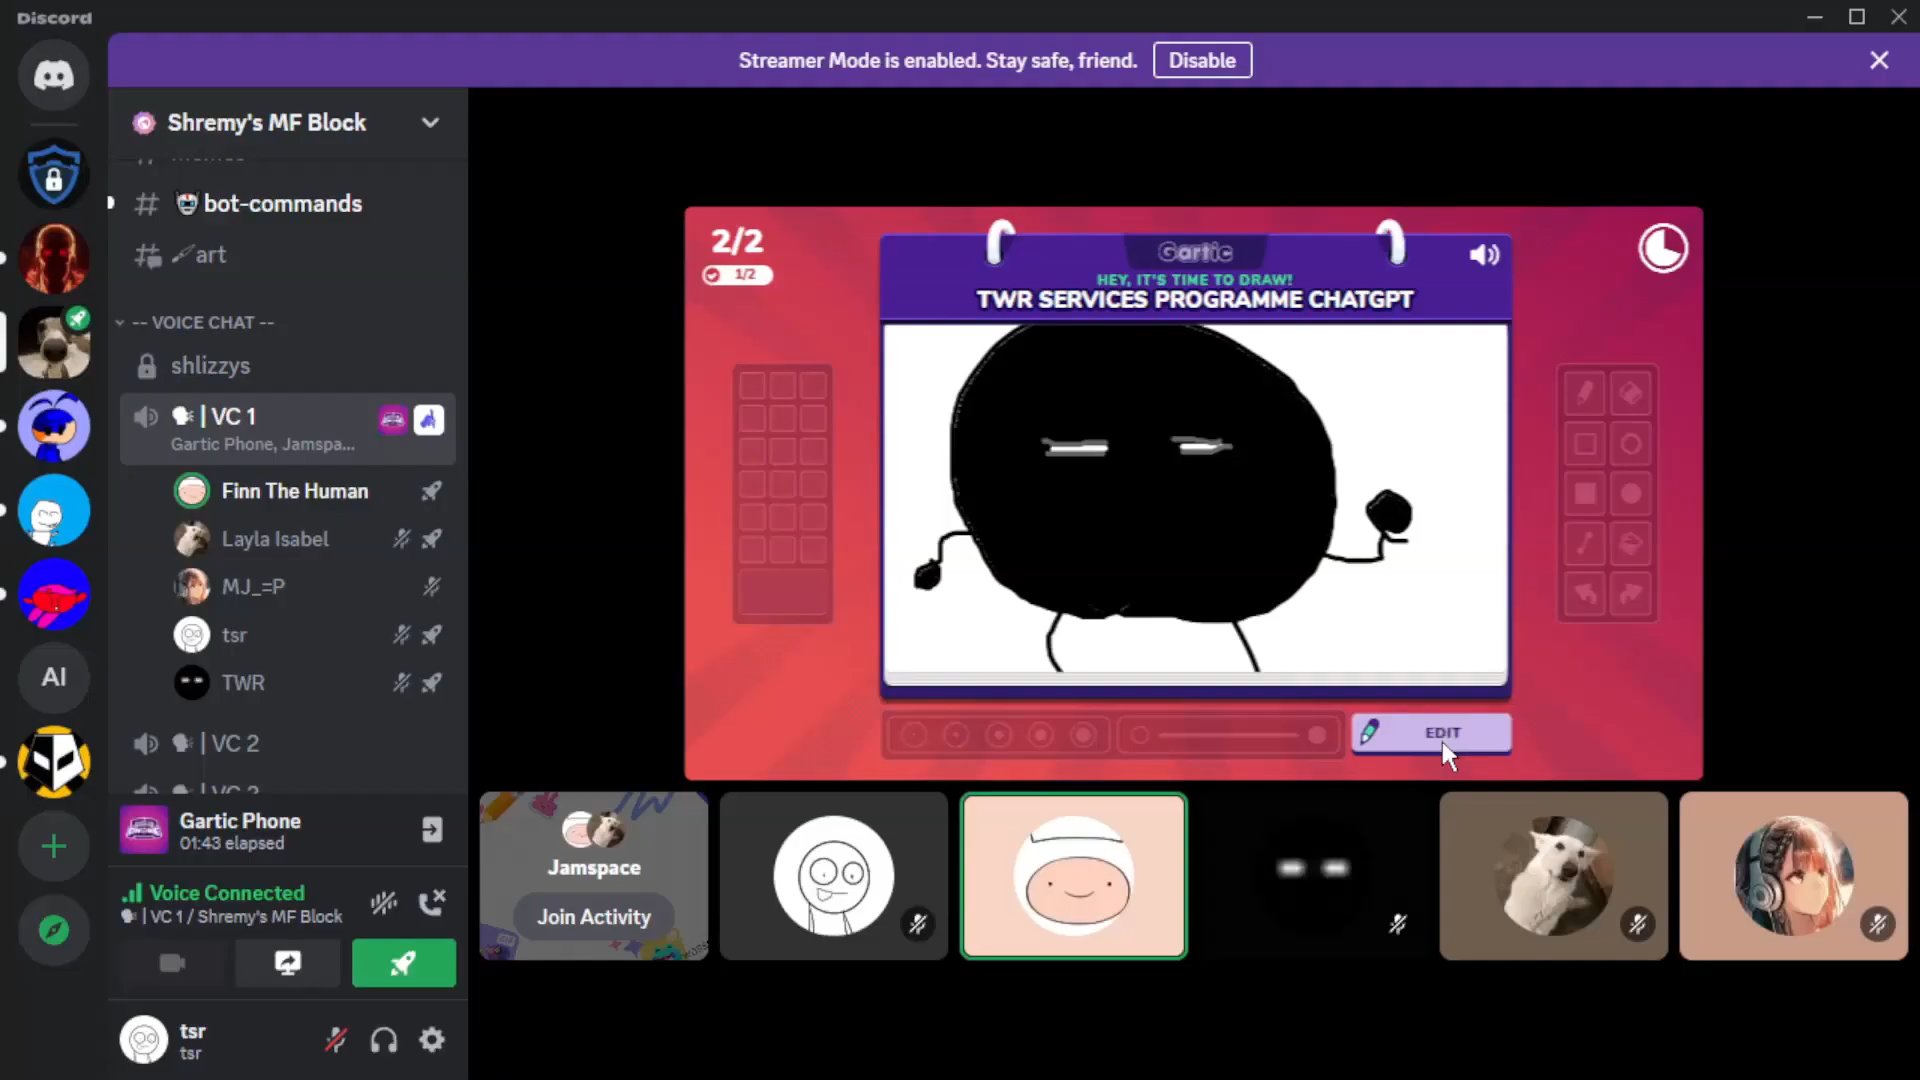 Discord
Streamer Mode is enabled. Stay safe, friend.
Disable
Shremy's MF Block
bot-commands
art
-- VOICE CHAT --
shlizzys
| VC 1
Gartic Phone, Jamspa...
Finn The Human
Layla Isabel
MJ_=P
tsr
TWR
| VC 2
AI
Gartic Phone
01:43 elapsed
Voice Connected
| VC 1 / Shremy's MF Block
tsr
tsr
2/2
1/2
Gartic
HEY, IT'S TIME TO DRAW!
TWR SERVICES PROGRAMME CHATGPT
EDIT
Jamspace
Join Activity